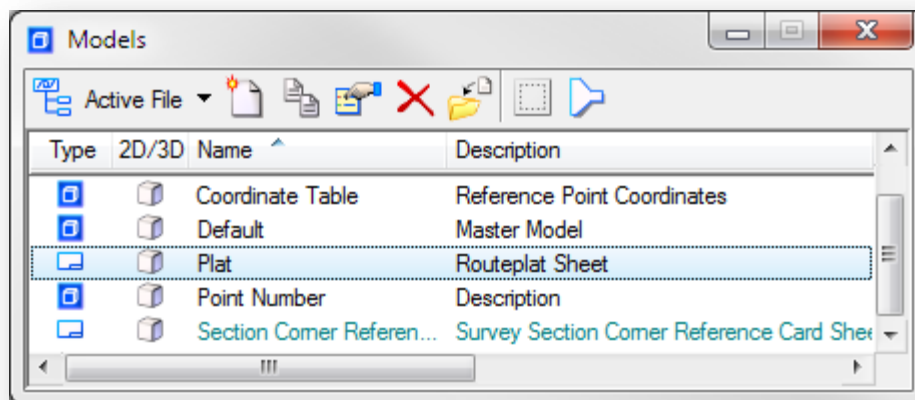 Models
Active File
Type 2D/3D Name Description
Coordinate Table Reference Point Coordinates
Default Master Model
Plat Routeplat Sheet
Point Number Description
Section Corner Referen... Survey Section Corner Reference Card Shee